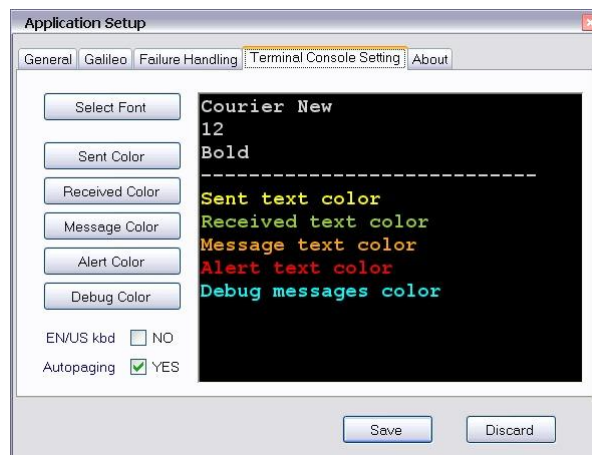 Application Setup
General Galileo Failure Handling Terminal Console Setting About
Select Font
Sent Color
Received Color
Message Color
Alert Color
Debug Color
EN/US kbd NO
Autopaging YES
Courier New
12
Bold
----------------------------
Sent text color
Received text color
Message text color
Alert text color
Debug messages color
Save Discard